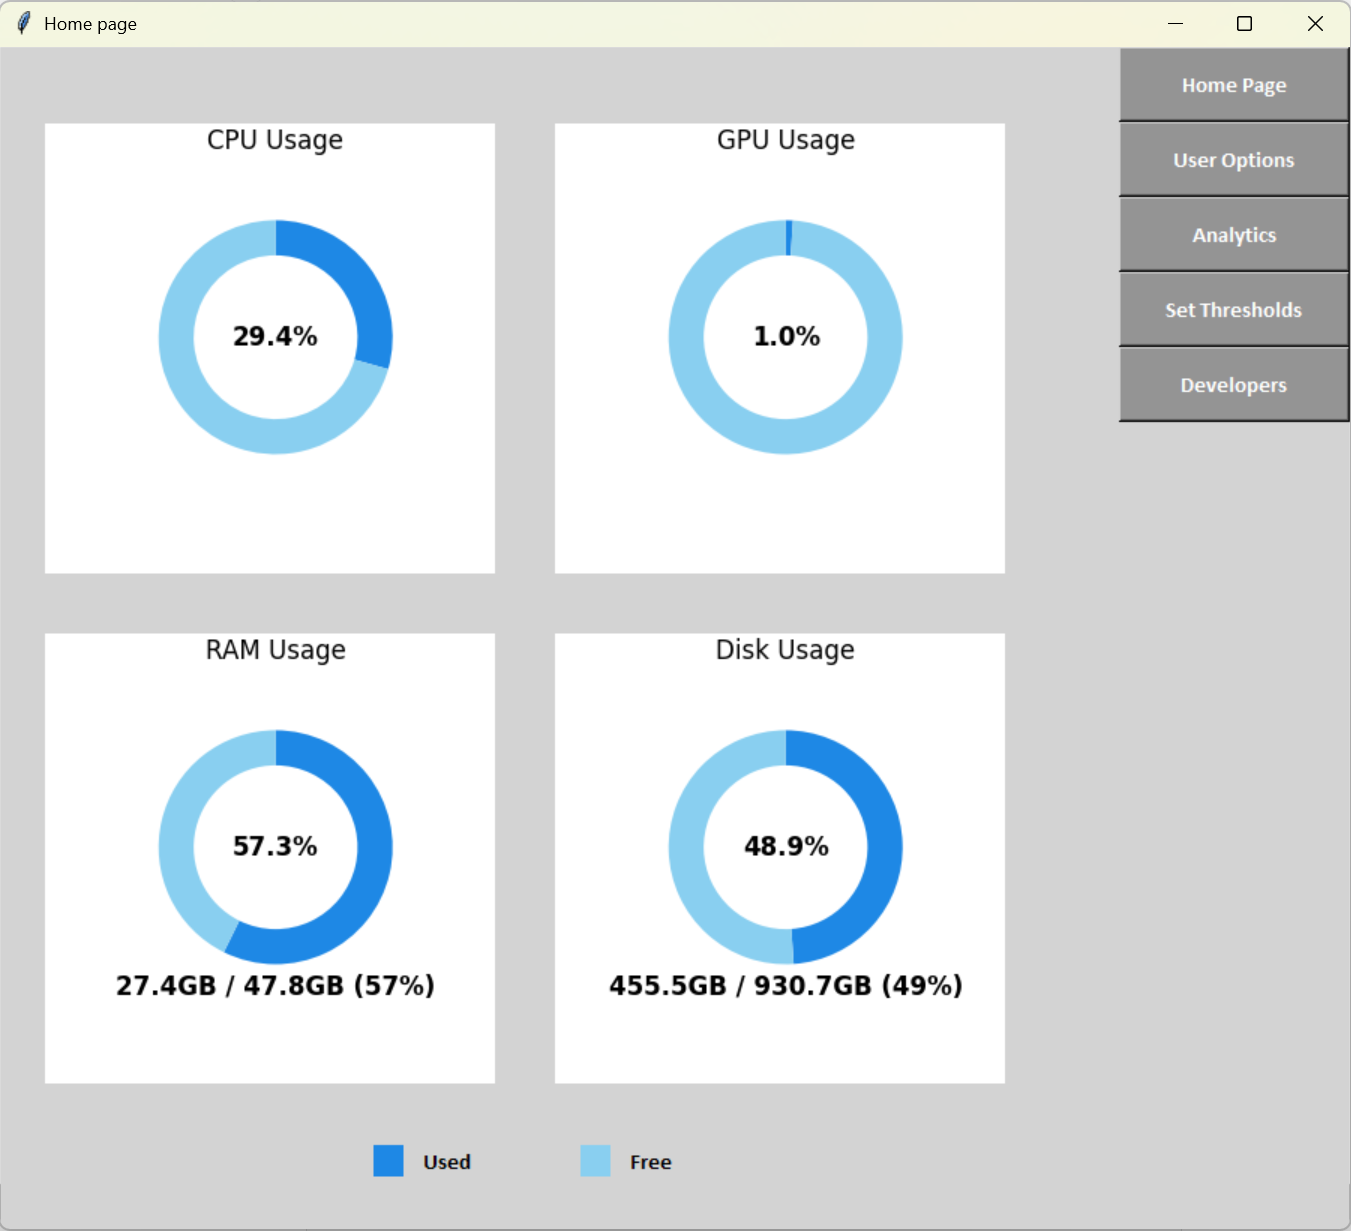 Home page
Home Page
User Options
Analytics
Set Thresholds
Developers
CPU Usage
29.4%
GPU Usage
1.0%
RAM Usage
57.3%
27.4GB / 47.8GB (57%)
Disk Usage
48.9%
455.5GB / 930.7GB (49%)
Used
Free